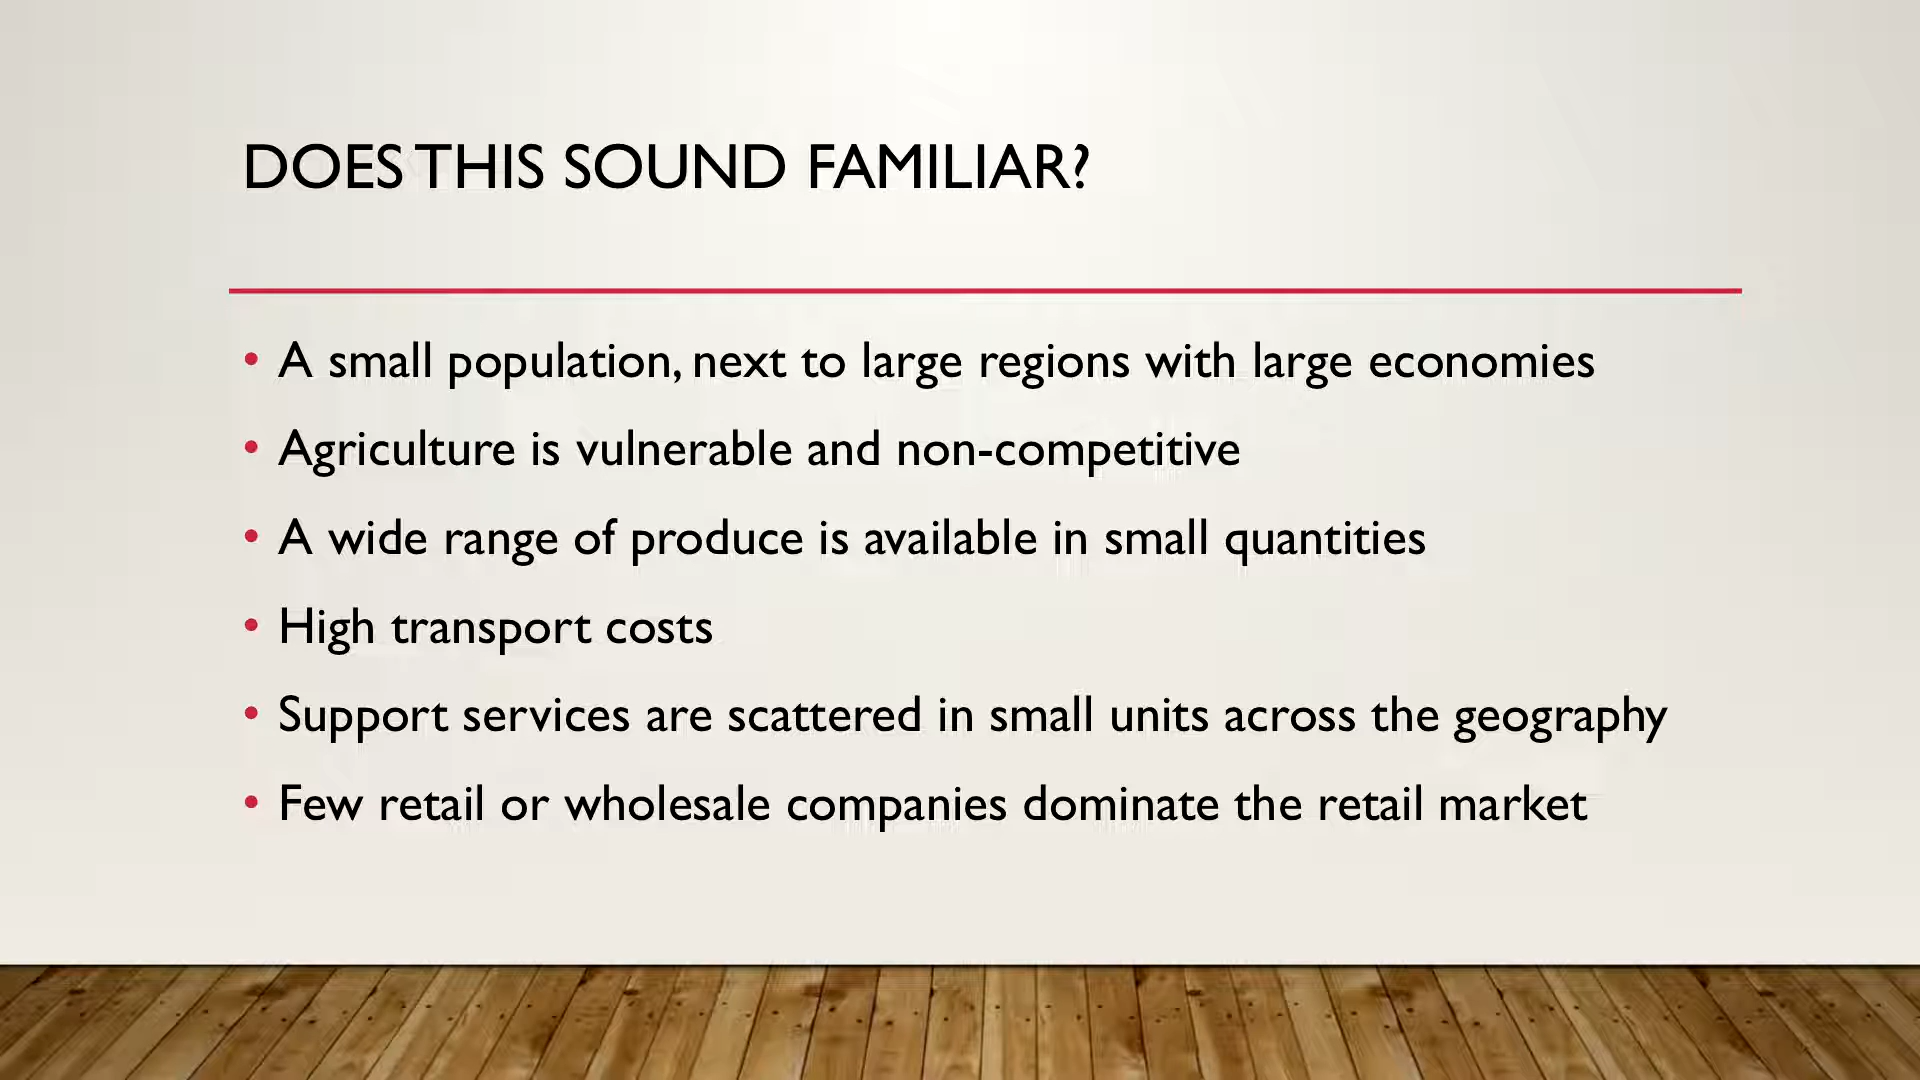 DOES THIS SOUND FAMILIAR?
• A small population, next to large regions with large economies
• Agriculture is vulnerable and non-competitive
• A wide range of produce is available in small quantities
• High transport costs
• Support services are scattered in small units across the geography
• Few retail or wholesale companies dominate the retail market